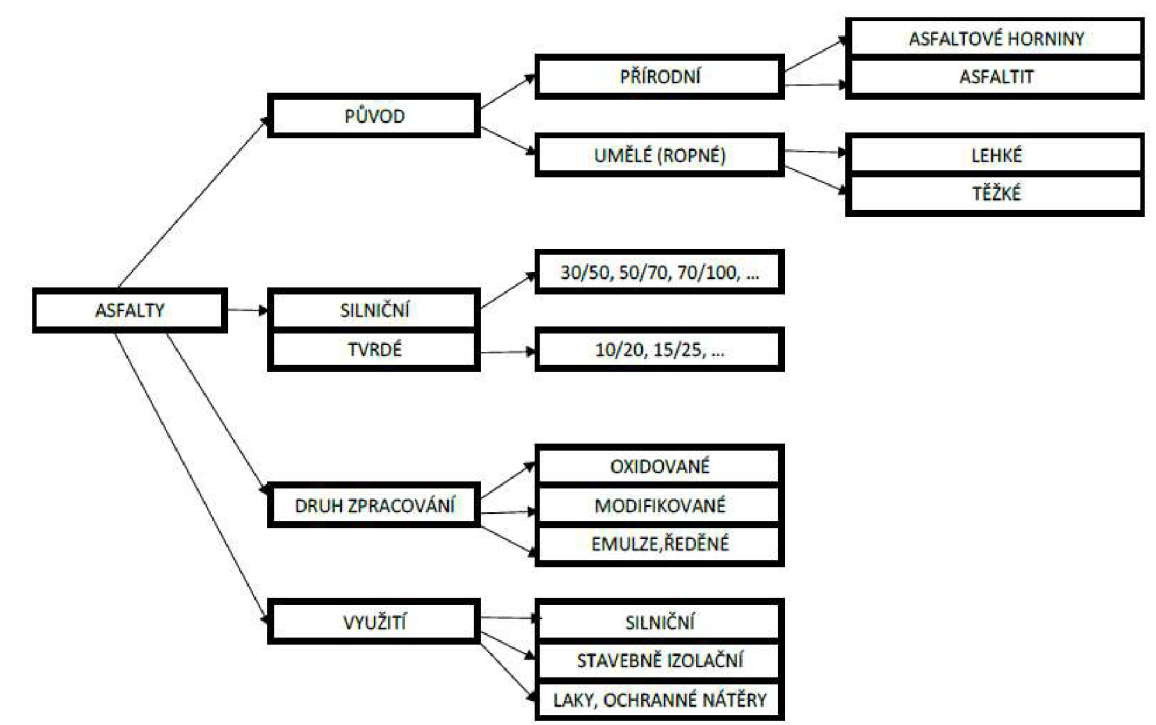 ASFALTY
PŮVOD
PŘÍRODNÍ
ASFALTOVÉ HORNINY
ASFALTIT
UMĚLÉ (ROPNÉ)
LEHKÉ
TĚŽKÉ
SILNIČNÍ
30/50, 50/70, 70/100, ...
TVRDÉ
10/20, 15/25, ...
DRUH ZPRACOVÁNÍ
OXIDOVANÉ
MODIFIKOVANÉ
EMULZE,ŘEDĚNÉ
VYUŽITÍ
SILNIČNÍ
STAVEBNĚ IZOLAČNÍ
LAKY, OCHRANNÉ NÁTĚRY